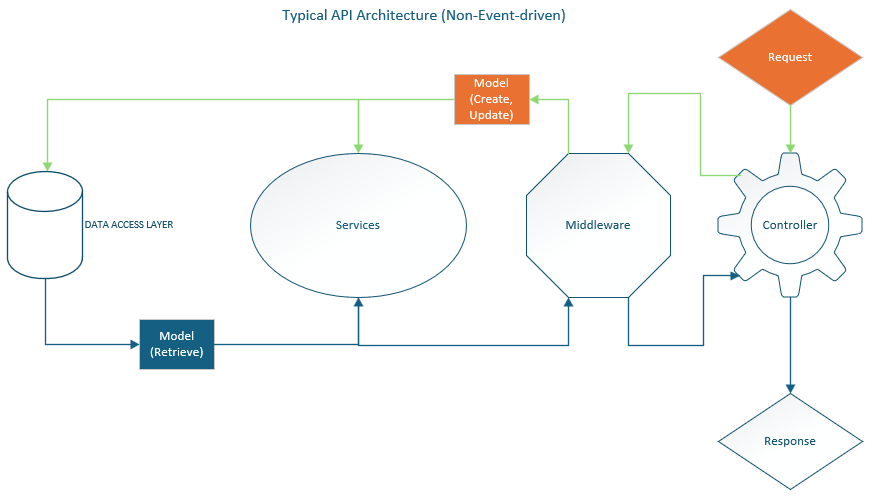 Typical API Architecture (Non-Event-driven)
Request
Model
(Create,
Update)
DATA ACCESS LAYER
Services
Middleware
Controller
Model
(Retrieve)
Response